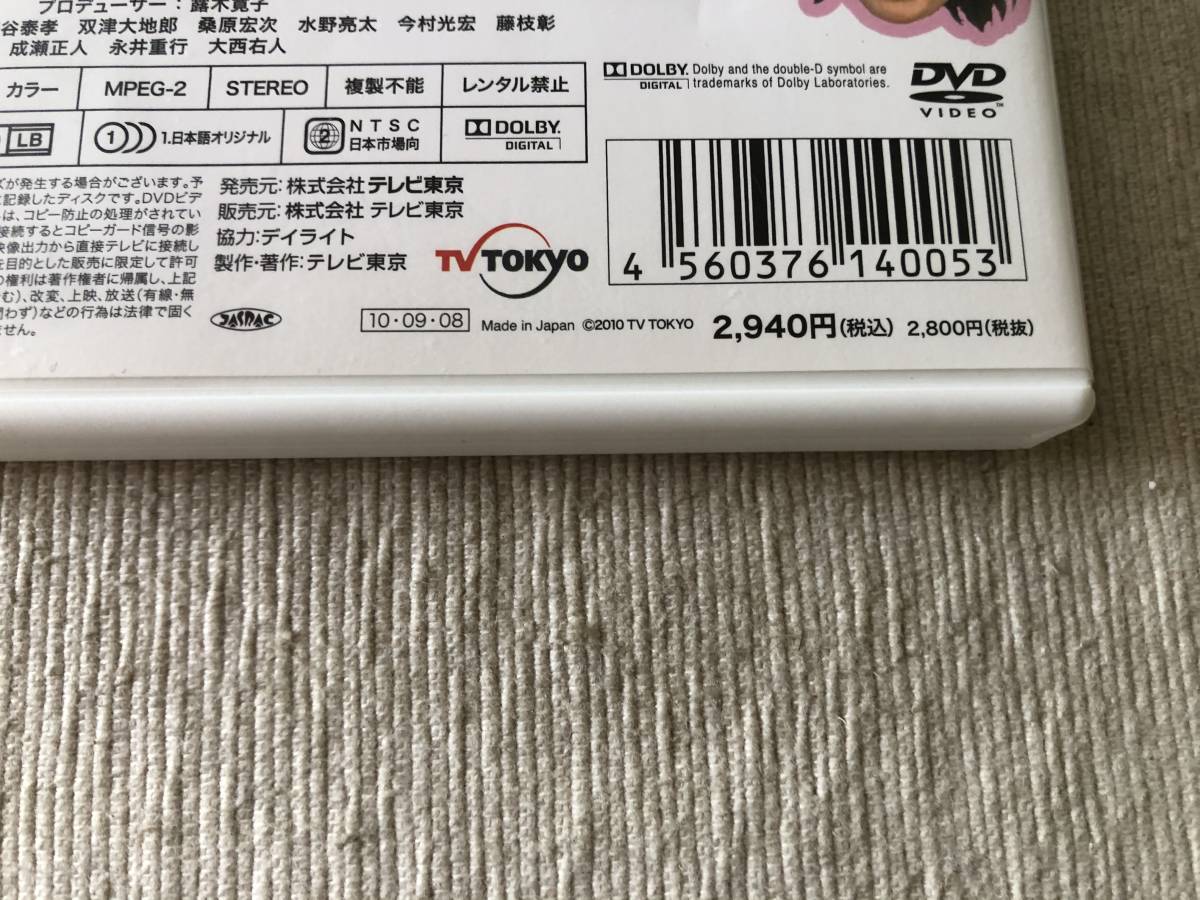 プロデューサー：露木寛子
谷泰孝 双津大地郎 桑原宏次 水野亮太 今村光宏 藤枝彰
成瀬正人 永井重行 大西右人
カラー MPEG-2 STEREO 複製不能 レンタル禁止
LB 1 1.日本語オリジナル 2 NTSC 日本市場向 DOLBY DIGITAL
DOLBY DIGITAL Dolby and the double-D symbol are
trademarks of Dolby Laboratories.
DVD VIDEO™
ズが発生する場合がございます。予
に記録したディスクです。DVDビデ
は、コピー防止の処理がされてい
接続するとコピーガード信号の影
映像出力から直接テレビに接続し
を目的とした販売に限定して許可
の権利は著作権者に帰属し、上記
む)、改変、上映、放送(有線・無
問わず)などの行為は法律で固く
ません。
発売元：株式会社テレビ東京
販売元：株式会社 テレビ東京
協力：デイライト
製作・著作：テレビ東京
TV TOKYO
4 560376 140053
JASRAC
10・09・08 Made in Japan ©2010 TV TOKYO 2,940円(税込) 2,800円(税抜)